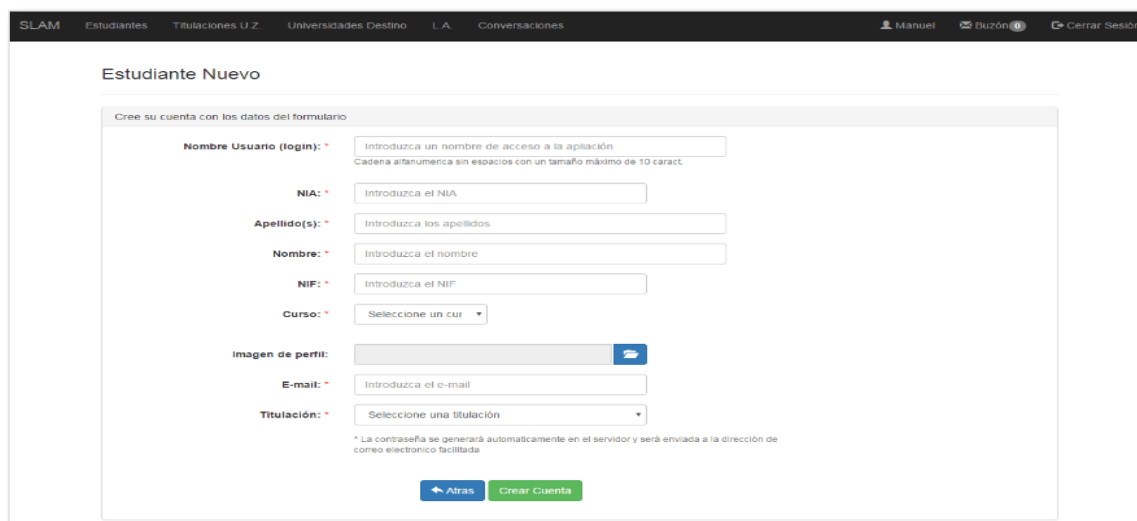 SLAM Estudiantes Titulaciones U.Z. Universidades Destino L.A. Conversaciones Manuel Buzón 0 Cerrar Sesión
Estudiante Nuevo
Cree su cuenta con los datos del formulario
Nombre Usuario (login): * Introduzca un nombre de acceso a la apliación
Cadena alfanumerica sin espacios con un tamaño máximo de 10 caract.
NIA: * Introduzca el NIA
Apellido(s): * Introduzca los apellidos
Nombre: * Introduzca el nombre
NIF: * Introduzca el NIF
Curso: * Seleccione un cur
Imagen de perfil:
E-mail: * Introduzca el e-mail
Titulación: * Seleccione una titulación
* La contraseña se generará automaticamente en el servidor y será enviada a la dirección de
correo electronico facilitada
Atras Crear Cuenta